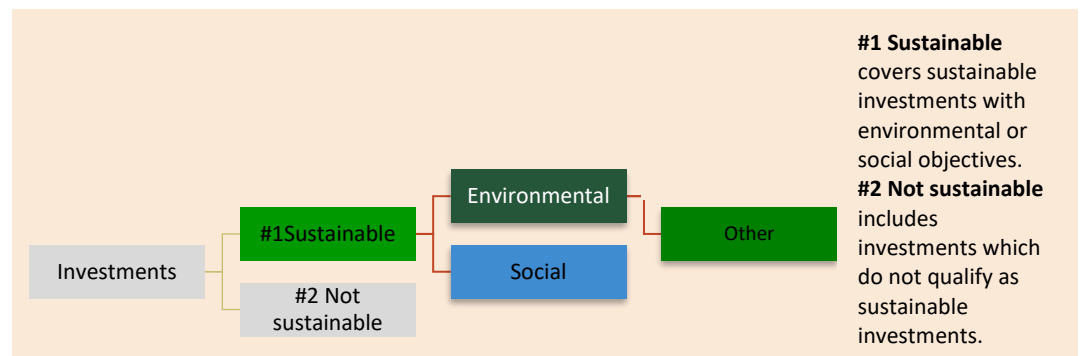 Investments
#1Sustainable
#2 Not
sustainable
Environmental
Social
Other
#1 Sustainable
covers sustainable
investments with
environmental or
social objectives.
#2 Not sustainable
includes
investments which
do not qualify as
sustainable
investments.